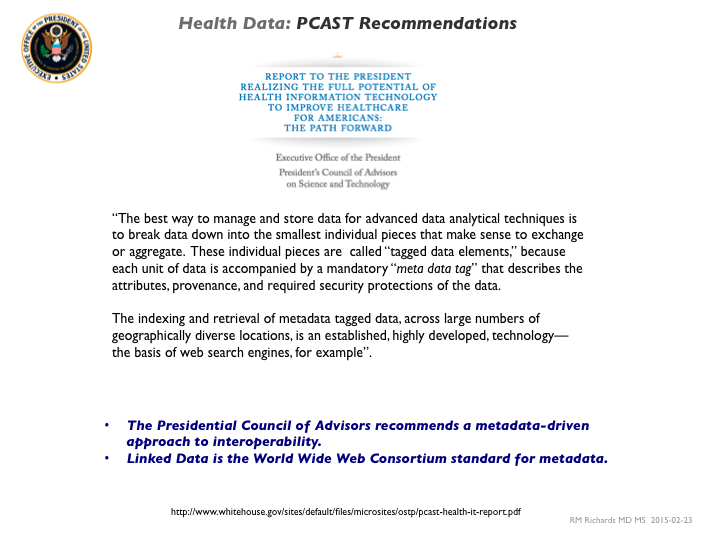 Health Data: PCAST Recommendations
EXECUTIVE OFFICE OF THE PRESIDENT OF THE UNITED STATES
REPORT TO THE PRESIDENT
REALIZING THE FULL POTENTIAL OF
HEALTH INFORMATION TECHNOLOGY
TO IMPROVE HEALTHCARE
FOR AMERICANS:
THE PATH FORWARD
Executive Office of the President
President's Council of Advisors
on Science and Technology
“The best way to manage and store data for advanced data analytical techniques is
to break data down into the smallest individual pieces that make sense to exchange
or aggregate. These individual pieces are called “tagged data elements,” because
each unit of data is accompanied by a mandatory “meta data tag” that describes the
attributes, provenance, and required security protections of the data.
The indexing and retrieval of metadata tagged data, across large numbers of
geographically diverse locations, is an established, highly developed, technology—
the basis of web search engines, for example”.
• The Presidential Council of Advisors recommends a metadata-driven
approach to interoperability.
• Linked Data is the World Wide Web Consortium standard for metadata.
http://www.whitehouse.gov/sites/default/files/microsites/ostp/pcast-health-it-report.pdf
RM Richards MD MS 2015-02-23